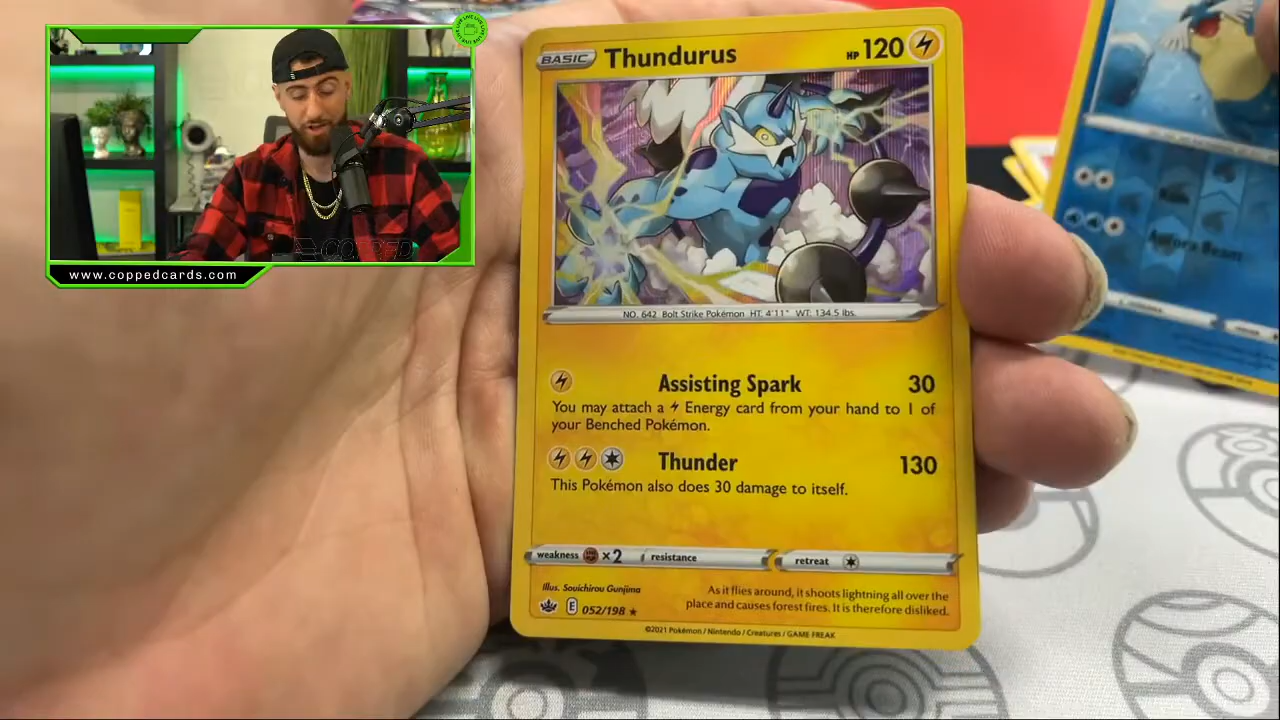 LIVE LIVE LIVE
COPPED
www.coppedcards.com
BASIC Thundurus HP 120
NO. 642 Bolt Strike Pokémon HT: 4'11" WT: 134.5 lbs.
Assisting Spark 30
You may attach a Energy card from your hand to 1 of
your Benched Pokémon.
Thunder 130
This Pokémon also does 30 damage to itself.
weakness ×2 resistance retreat
Illus. Souichirou Gunjima
E 052/198 ★
As it flies around, it shoots lightning all over the
place and causes forest fires. It is therefore disliked.
©2021 Pokémon / Nintendo / Creatures / GAME FREAK
Aurora Beam